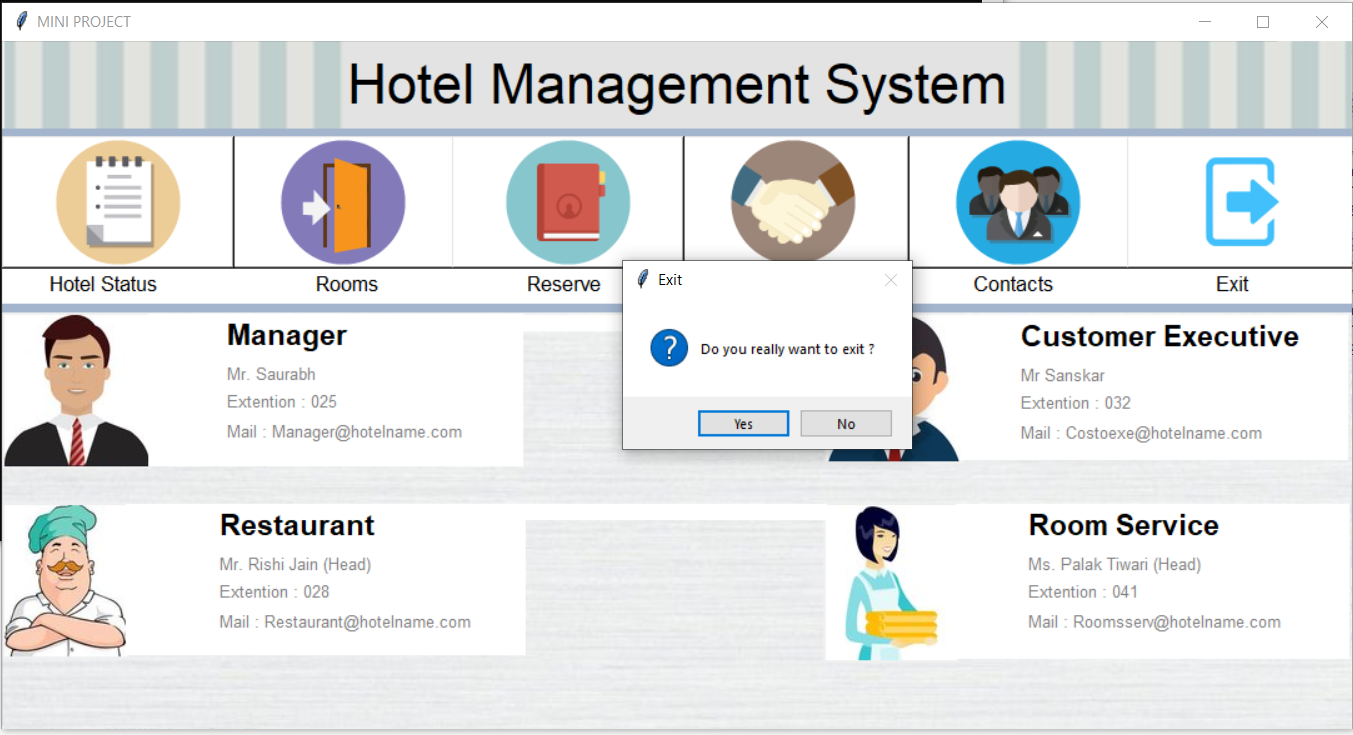 MINI PROJECT
Hotel Management System
Hotel Status
Rooms
Reserve
Contacts
Exit
Exit
Do you really want to exit ?
Yes
No
Manager
Mr. Saurabh
Extention : 025
Mail : Manager@hotelname.com
Customer Executive
Mr Sanskar
Extention : 032
Mail : Costoexe@hotelname.com
Restaurant
Mr. Rishi Jain (Head)
Extention : 028
Mail : Restaurant@hotelname.com
Room Service
Ms. Palak Tiwari (Head)
Extention : 041
Mail : Roomsserv@hotelname.com